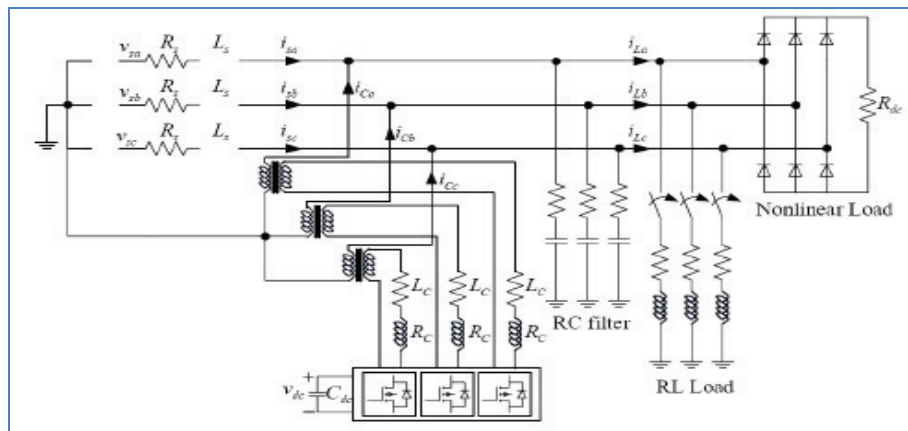 v_sa R_s L_s i_sa i_La
i_Ca
v_sb R_s L_s i_sb i_Lb
R_dc
i_Cb
v_sc R_s L_s i_sc i_Lc
i_Cc
Nonlinear Load
L_C L_C L_C
RC filter
R_C R_C R_C
RL Load
+
v_dc C_dc
−